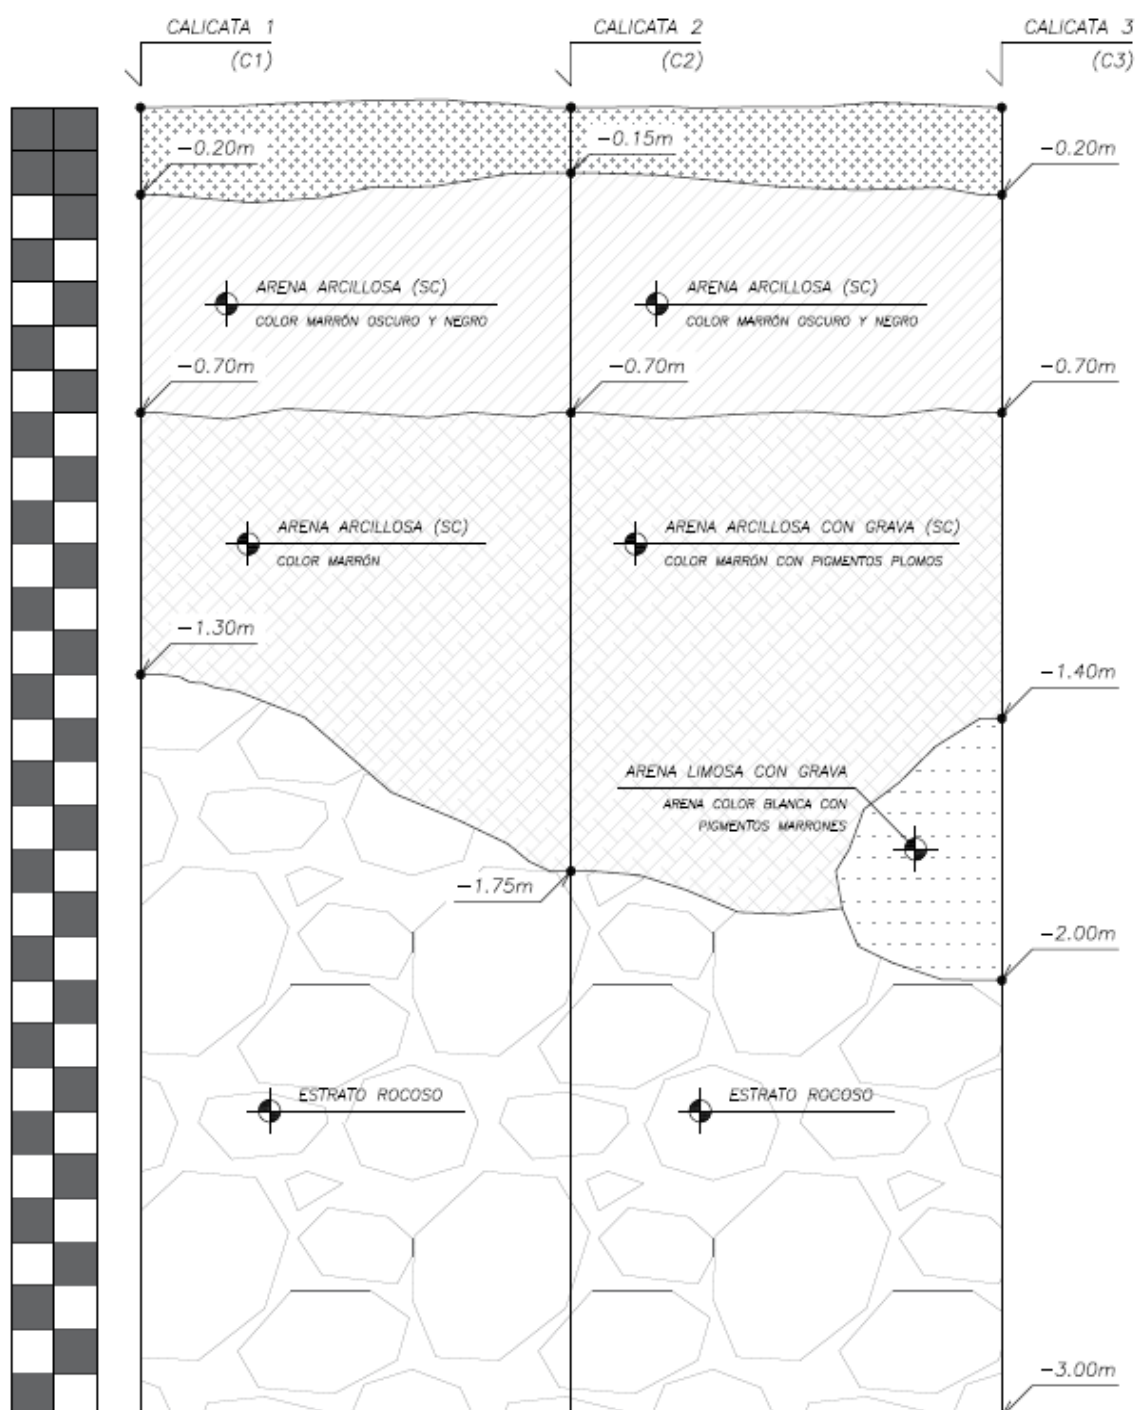 CALICATA 1
(C1)
CALICATA 2
(C2)
CALICATA 3
(C3)
-0.20m
-0.15m
-0.20m
ARENA ARCILLOSA (SC)
COLOR MARRÓN OSCURO Y NEGRO
ARENA ARCILLOSA (SC)
COLOR MARRÓN OSCURO Y NEGRO
-0.70m
-0.70m
-0.70m
ARENA ARCILLOSA (SC)
COLOR MARRÓN
ARENA ARCILLOSA CON GRAVA (SC)
COLOR MARRÓN CON PIGMENTOS PLOMOS
-1.30m
-1.40m
ARENA LIMOSA CON GRAVA
ARENA COLOR BLANCA CON
PIGMENTOS MARRONES
-1.75m
-2.00m
ESTRATO ROCOSO
ESTRATO ROCOSO
-3.00m